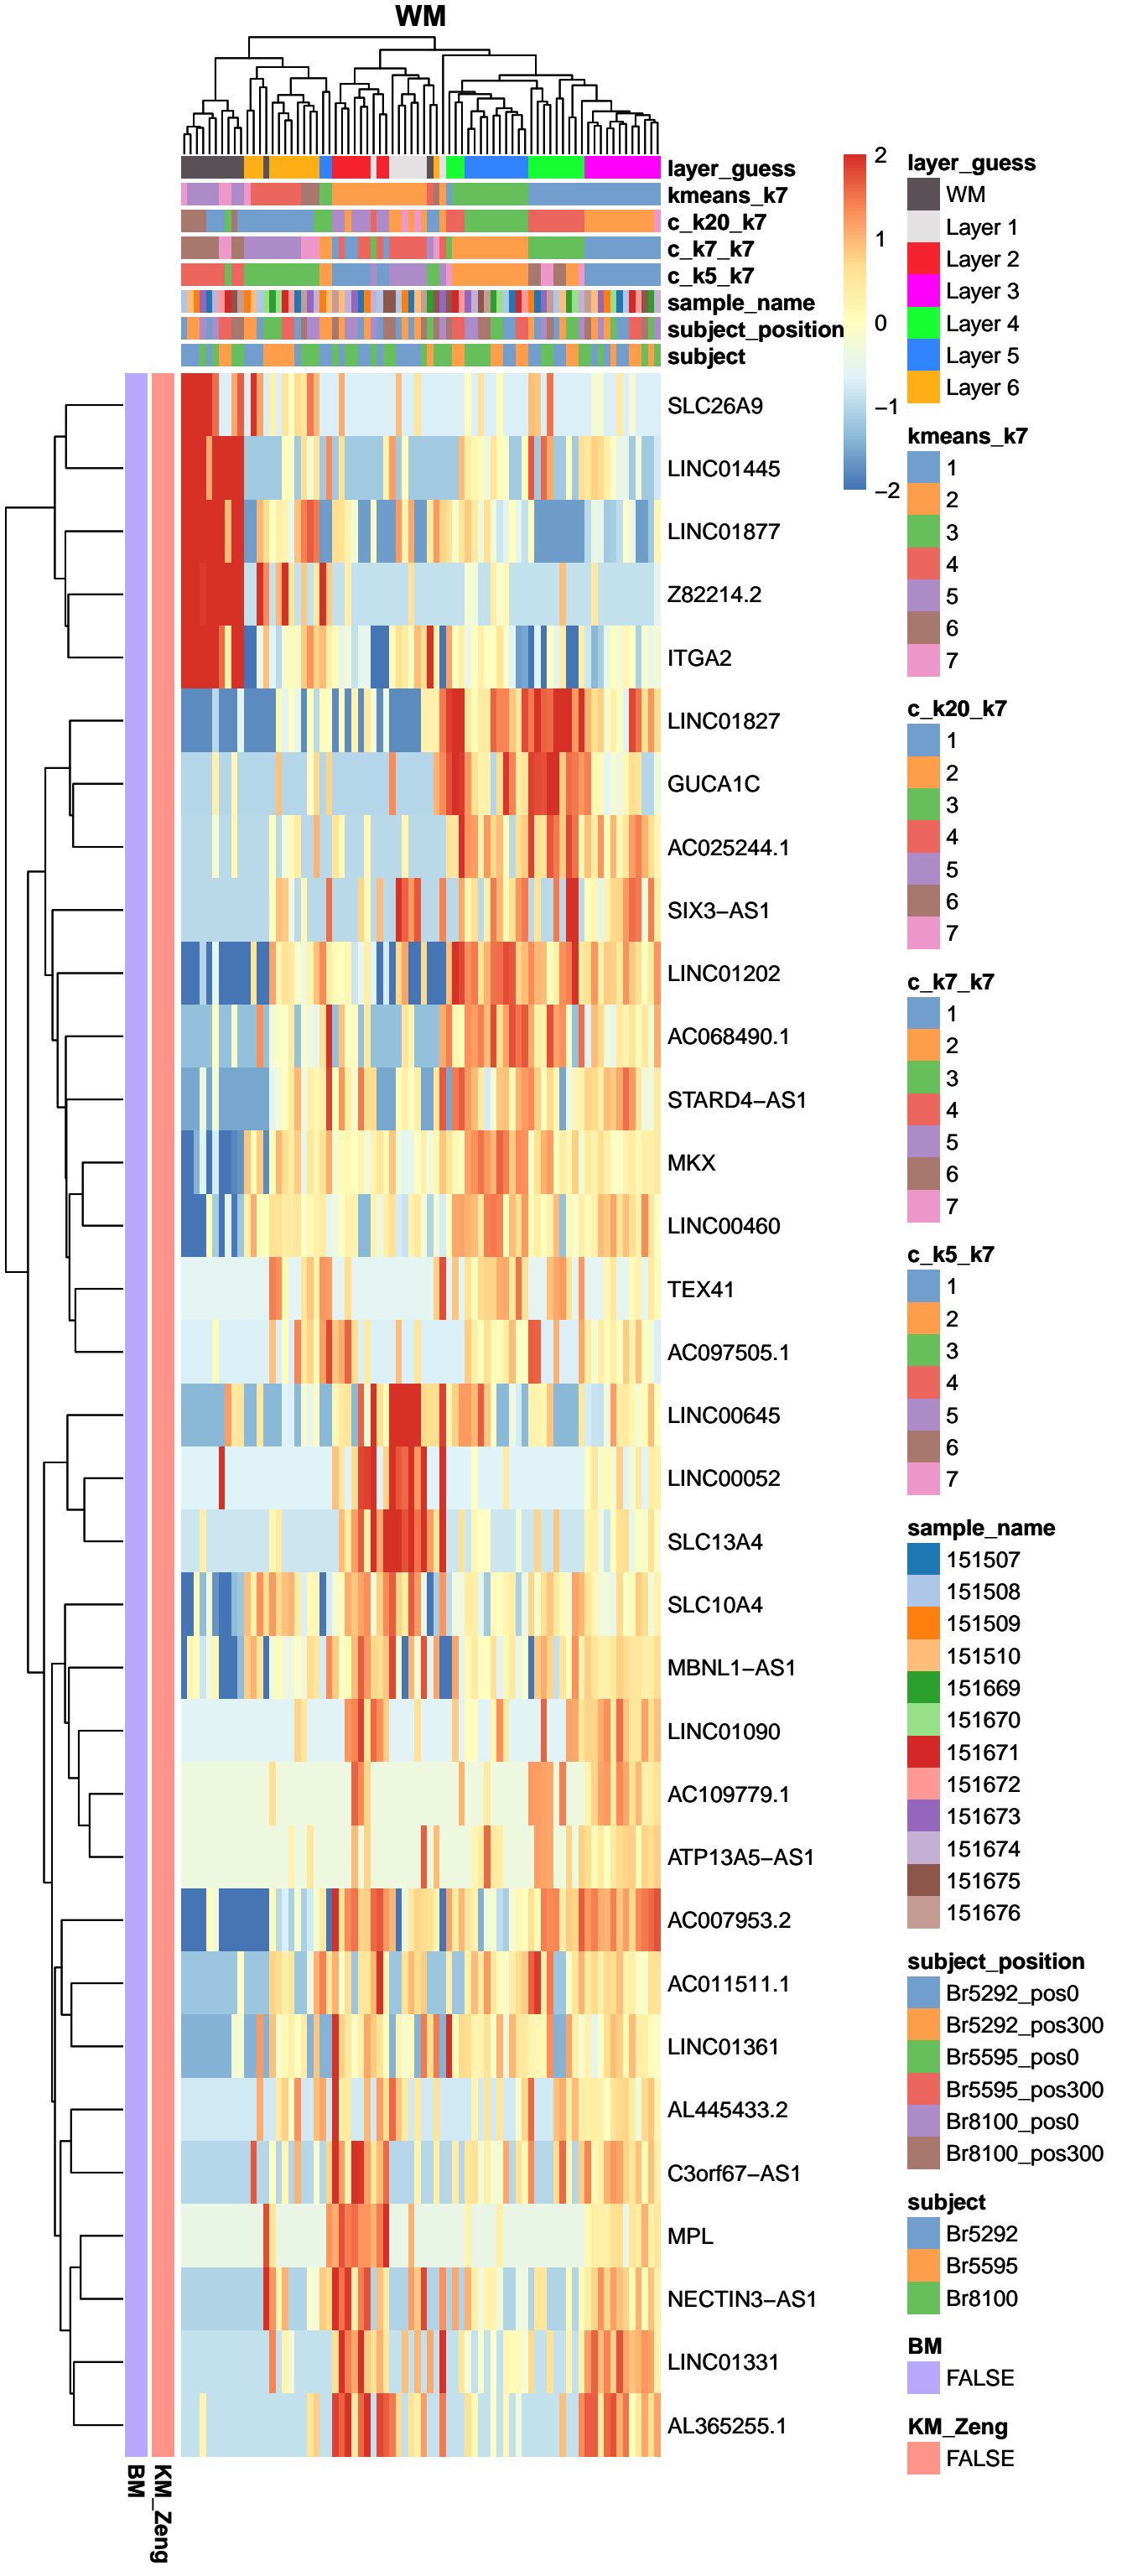 WM
layer_guess
kmeans_k7
c_k20_k7
c_k7_k7
c_k5_k7
sample_name
subject_position
subject
SLC26A9
LINC01445
LINC01877
Z82214.2
ITGA2
LINC01827
GUCA1C
AC025244.1
SIX3−AS1
LINC01202
AC068490.1
STARD4−AS1
MKX
LINC00460
TEX41
AC097505.1
LINC00645
LINC00052
SLC13A4
SLC10A4
MBNL1−AS1
LINC01090
AC109779.1
ATP13A5−AS1
AC007953.2
AC011511.1
LINC01361
AL445433.2
C3orf67−AS1
MPL
NECTIN3−AS1
LINC01331
AL365255.1
BM
KM_Zeng
2
1
0
−1
−2
layer_guess
WM
Layer 1
Layer 2
Layer 3
Layer 4
Layer 5
Layer 6
kmeans_k7
1
2
3
4
5
6
7
c_k20_k7
1
2
3
4
5
6
7
c_k7_k7
1
2
3
4
5
6
7
c_k5_k7
1
2
3
4
5
6
7
sample_name
151507
151508
151509
151510
151669
151670
151671
151672
151673
151674
151675
151676
subject_position
Br5292_pos0
Br5292_pos300
Br5595_pos0
Br5595_pos300
Br8100_pos0
Br8100_pos300
subject
Br5292
Br5595
Br8100
BM
FALSE
KM_Zeng
FALSE